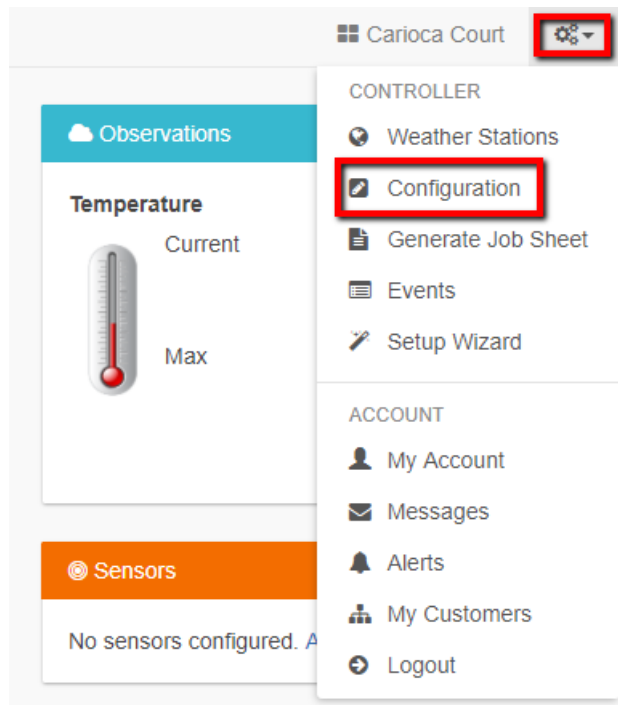 Carioca Court
CONTROLLER
Weather Stations
Configuration
Generate Job Sheet
Events
Setup Wizard
ACCOUNT
My Account
Messages
Alerts
My Customers
Logout
Observations
Temperature
Current
Max
Sensors
No sensors configured. A